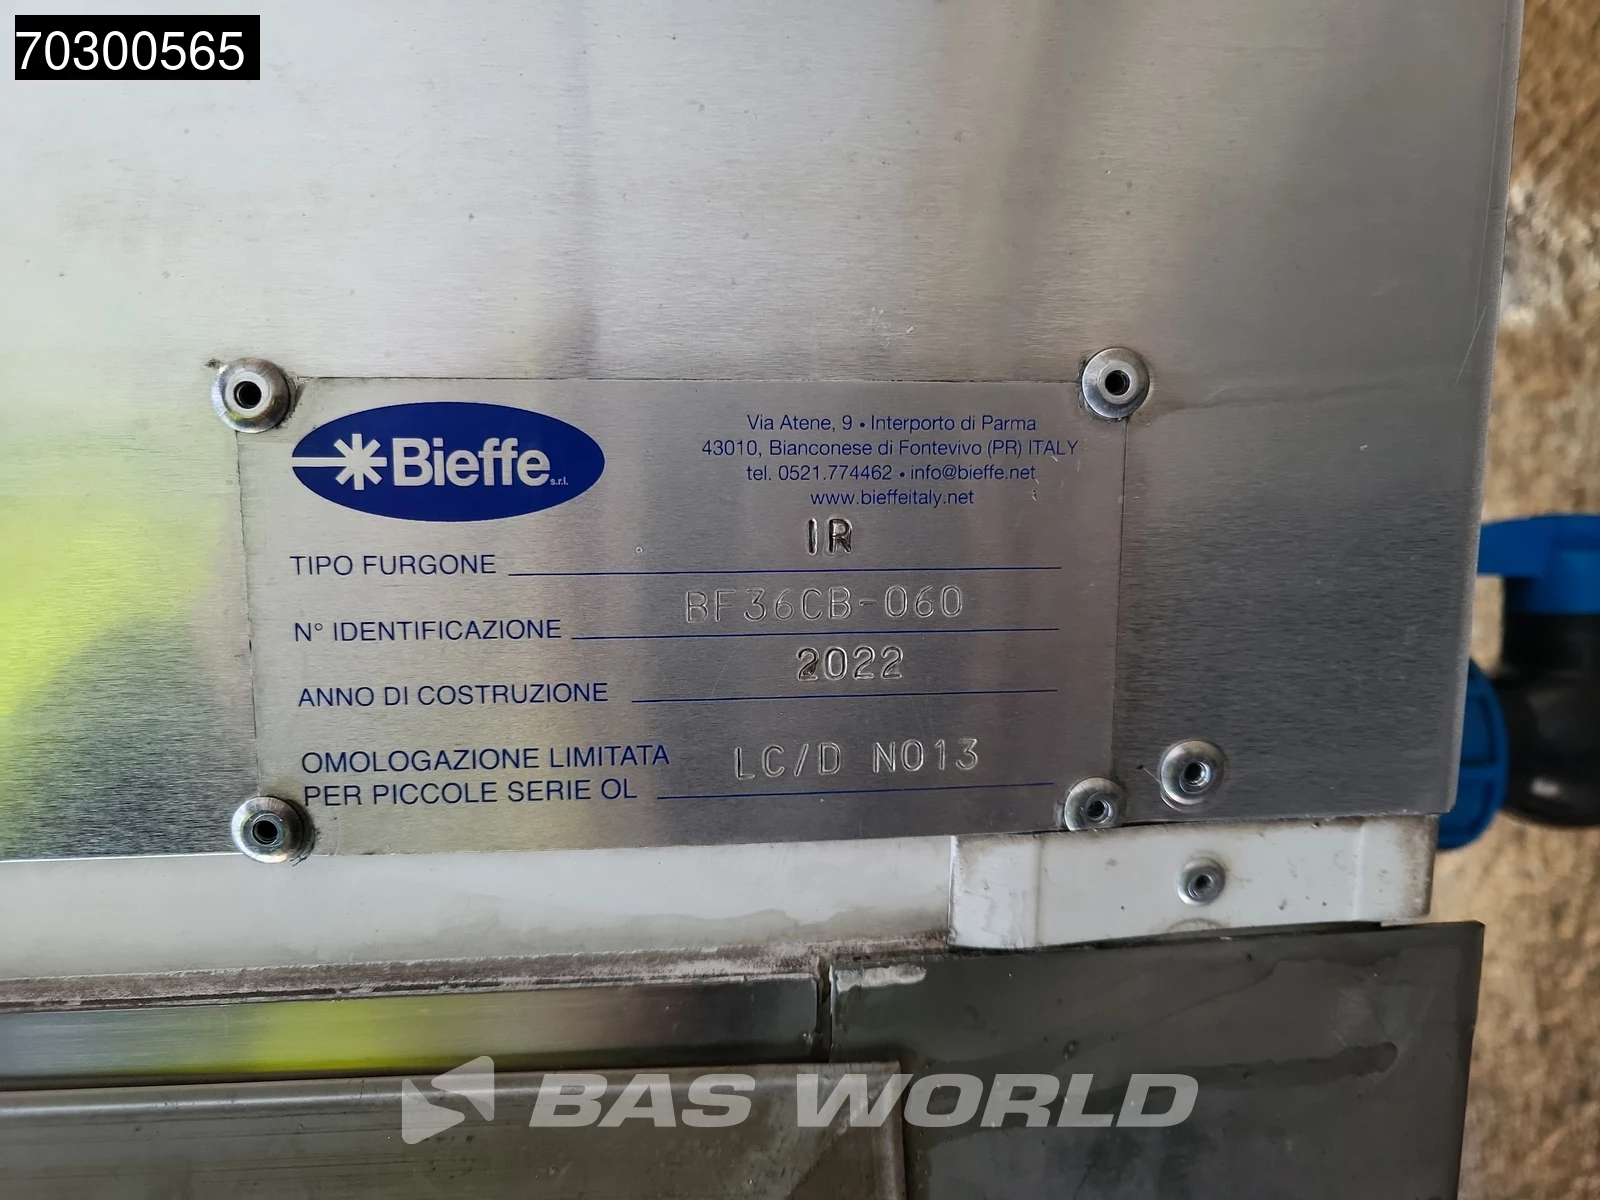 70300565
Bieffe s.r.l.
Via Atene, 9 • Interporto di Parma
43010, Bianconese di Fontevivo (PR) ITALY
tel. 0521.774462 • info@bieffe.net
www.bieffeitaly.net
TIPO FURGONE IR
N° IDENTIFICAZIONE BF36CB-060
ANNO DI COSTRUZIONE 2022
OMOLOGAZIONE LIMITATA
PER PICCOLE SERIE OL LC/D N013
BAS WORLD